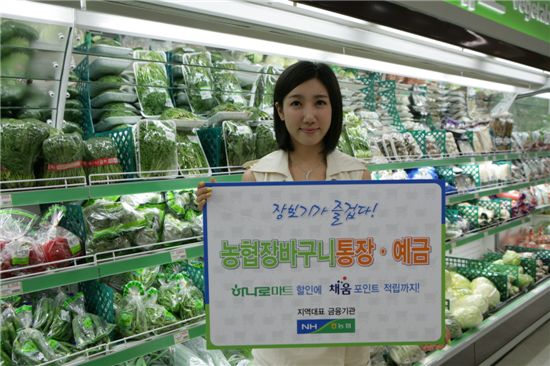 장보기가 즐겁다!
농협장바구니통장·예금
하나로마트 할인에 채움 포인트 적립까지!
지역대표 금융기관
NH 농협